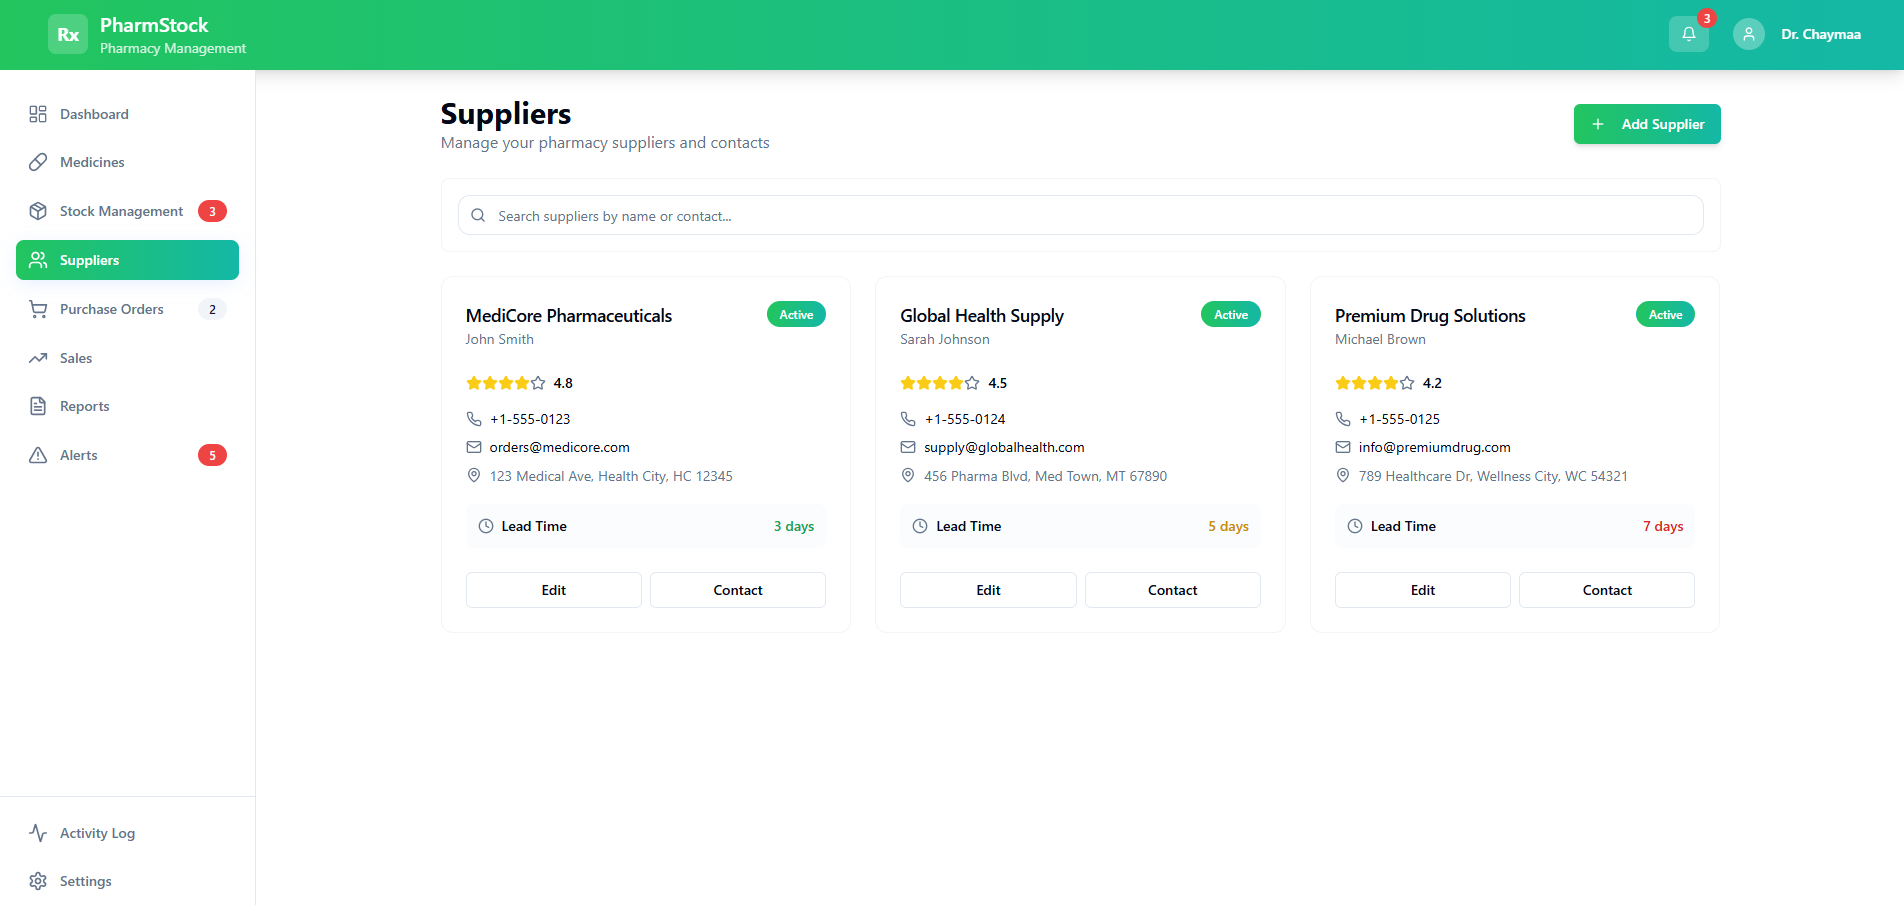 Rx
PharmStock
Pharmacy Management
3
Dr. Chaymaa
Dashboard
Medicines
Stock Management 3
Suppliers
Purchase Orders 2
Sales
Reports
Alerts 5
Activity Log
Settings
Suppliers
Manage your pharmacy suppliers and contacts
Add Supplier
Search suppliers by name or contact...
MediCore Pharmaceuticals Active
John Smith
4.8
+1-555-0123
orders@medicore.com
123 Medical Ave, Health City, HC 12345
Lead Time 3 days
Edit Contact
Global Health Supply Active
Sarah Johnson
4.5
+1-555-0124
supply@globalhealth.com
456 Pharma Blvd, Med Town, MT 67890
Lead Time 5 days
Edit Contact
Premium Drug Solutions Active
Michael Brown
4.2
+1-555-0125
info@premiumdrug.com
789 Healthcare Dr, Wellness City, WC 54321
Lead Time 7 days
Edit Contact